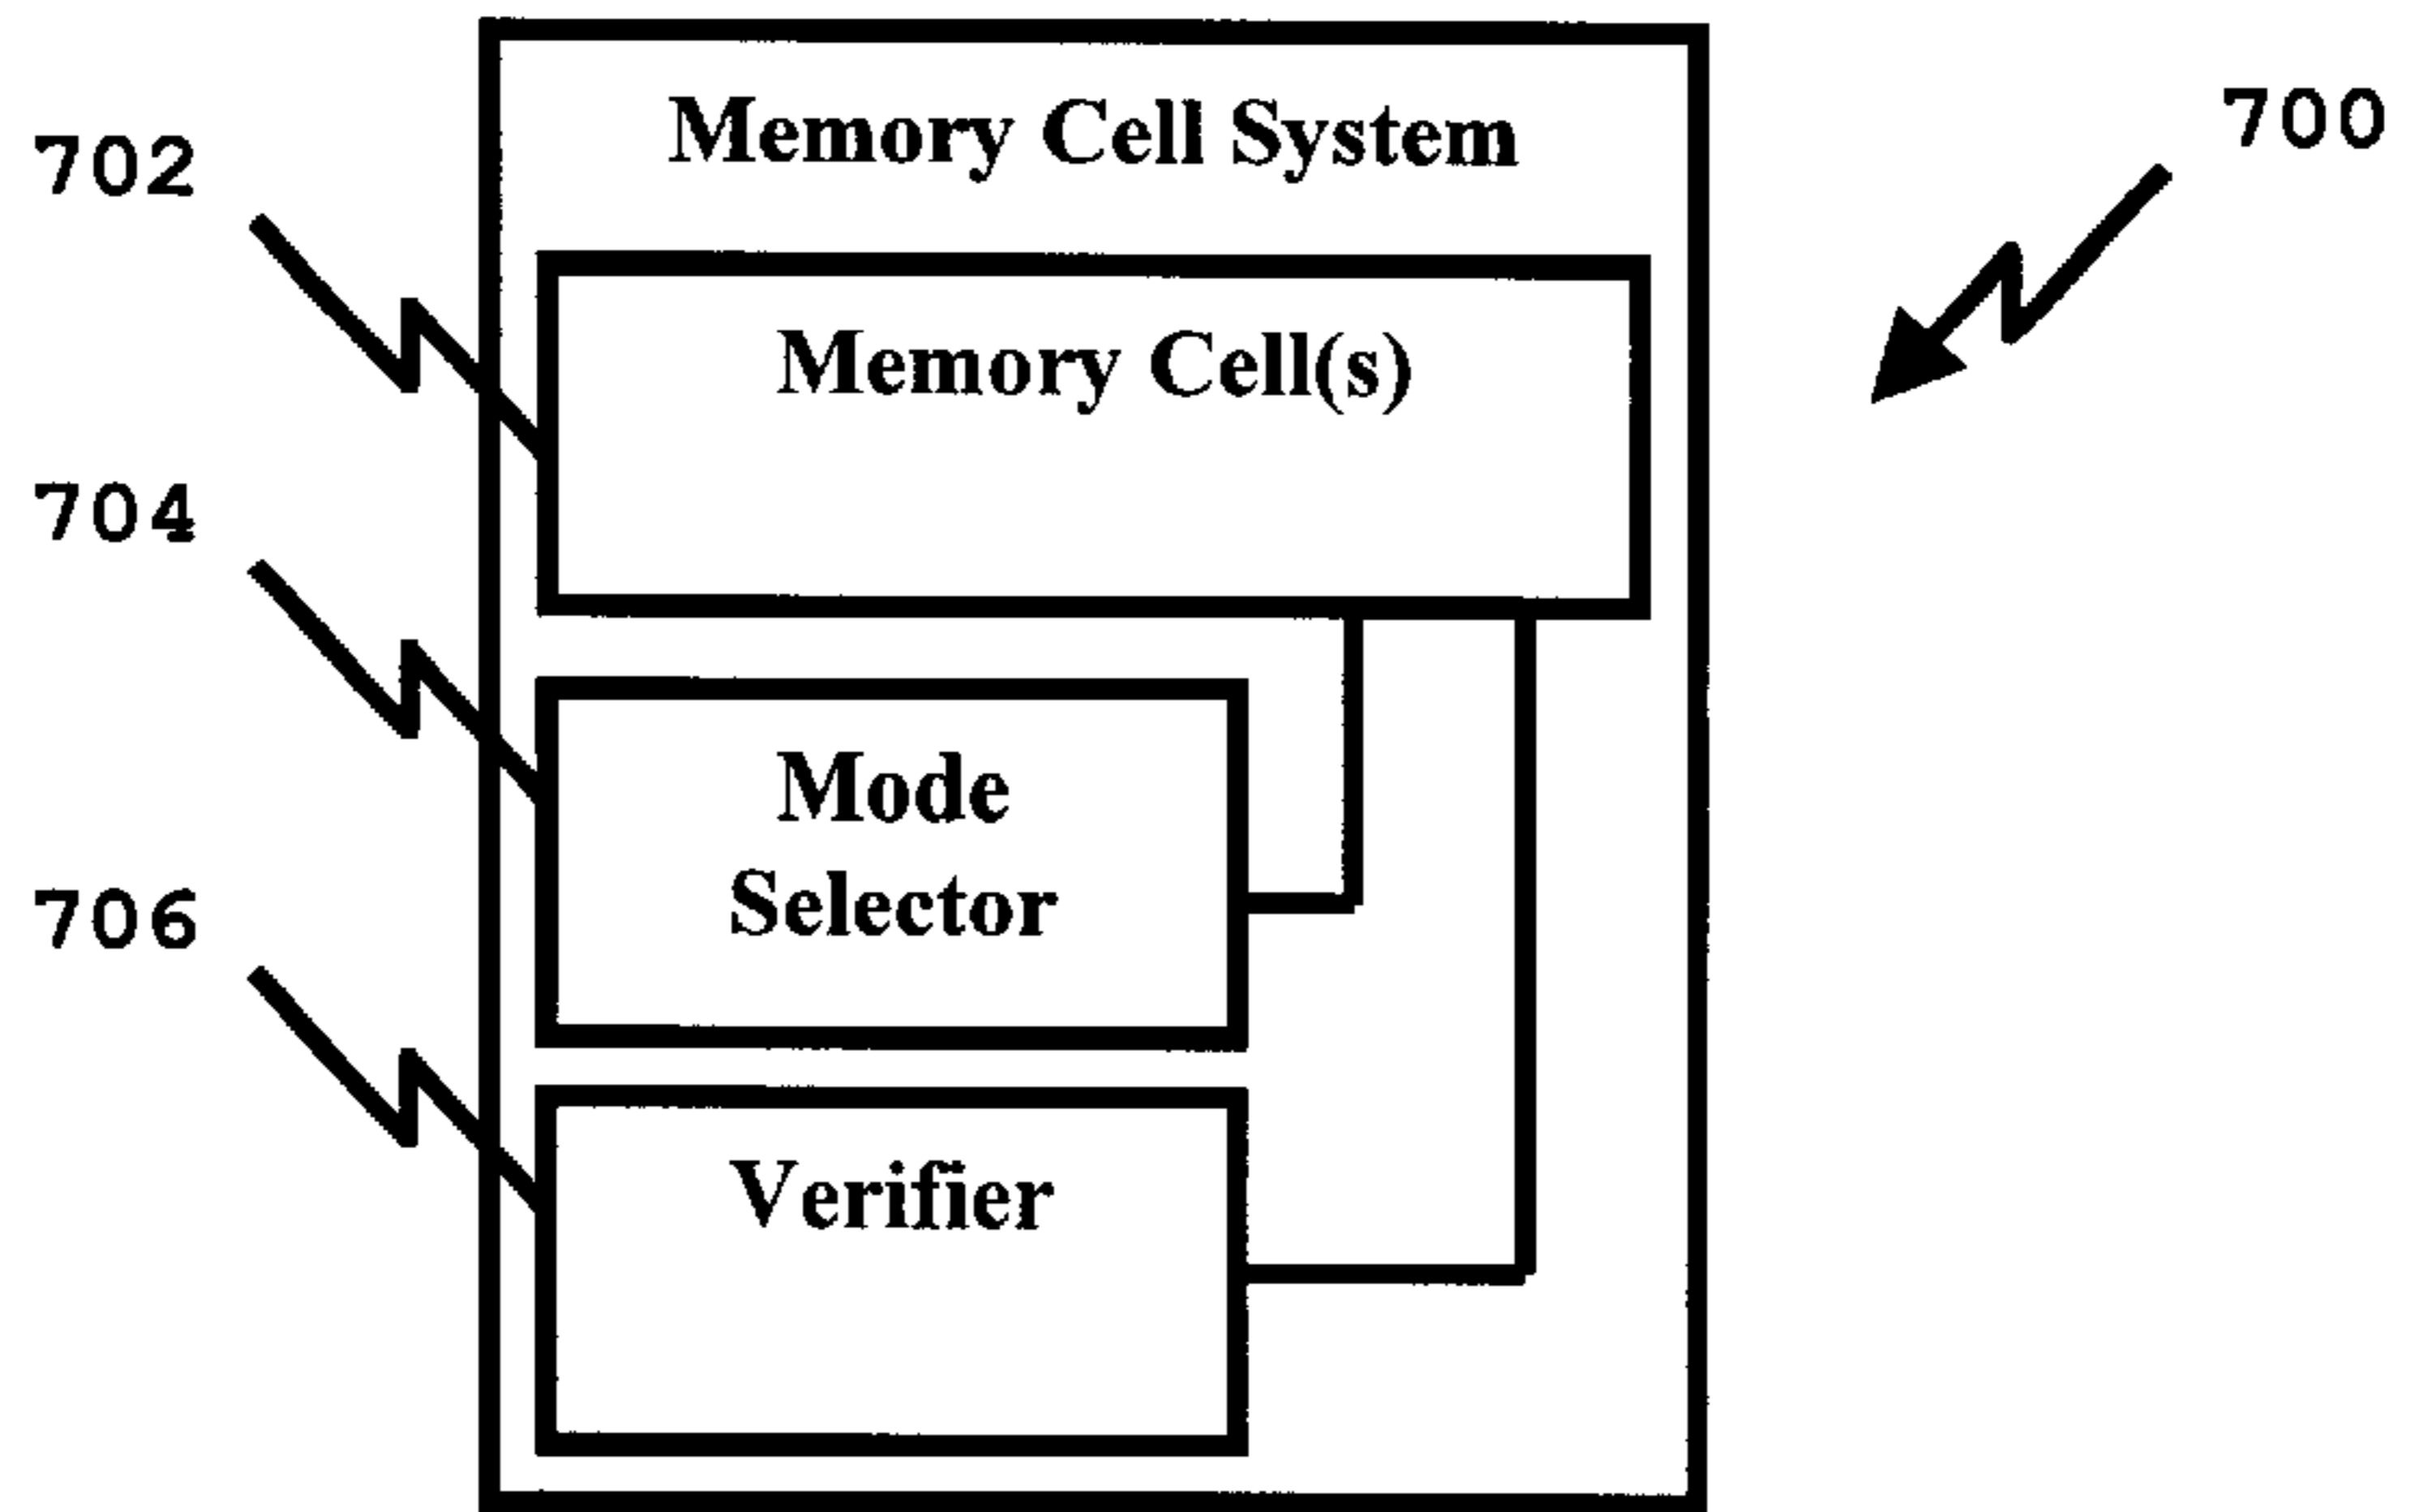 Memory Cell System
700
702
Memory Cell(s)
704
Mode
Selector
706
Verifier